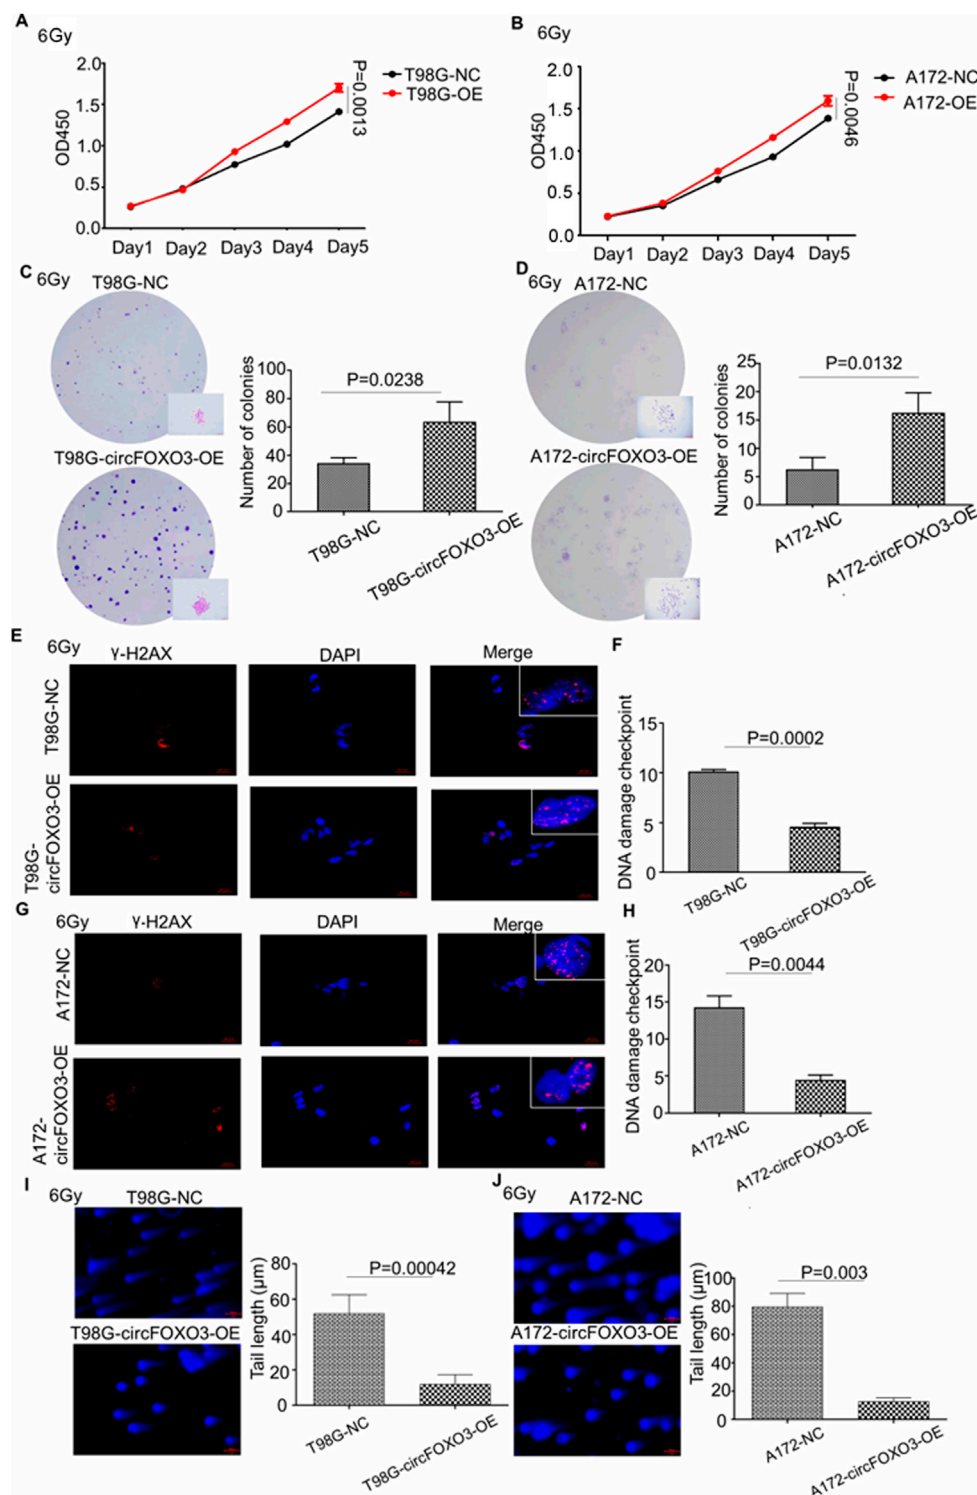 A
6Gy
OD450
2.0
1.5
1.0
0.5
0.0
Day1 Day2 Day3 Day4 Day5
T98G-NC
T98G-OE
P=0.0013
B
6Gy
OD450
2.0
1.5
1.0
0.5
0.0
Day1 Day2 Day3 Day4 Day5
A172-NC
A172-OE
P=0.0046
C
6Gy
T98G-NC
T98G-circFOXO3-OE
Number of colonies
100
80
60
40
20
0
P=0.0238
T98G-NC
T98G-circFOXO3-OE
D
6Gy
A172-NC
A172-circFOXO3-OE
Number of colonies
25
20
15
10
5
0
P=0.0132
A172-NC
A172-circFOXO3-OE
E
6Gy
γ-H2AX DAPI Merge
T98G-NC
T98G-
circFOXO3-OE
F
DNA damage checkpoint
15
10
5
0
P=0.0002
T98G-NC
T98G-circFOXO3-OE
G
6Gy
γ-H2AX DAPI Merge
A172-NC
A172-
circFOXO3-OE
H
DNA damage checkpoint
20
15
10
5
0
P=0.0044
A172-NC
A172-circFOXO3-OE
I
6Gy
T98G-NC
T98G-circFOXO3-OE
Tail length (μm)
80
60
40
20
0
P=0.00042
T98G-NC
T98G-circFOXO3-OE
J
6Gy
A172-NC
A172-circFOXO3-OE
Tail length (μm)
100
80
60
40
20
0
P=0.003
A172-NC
A172-circFOXO3-OE